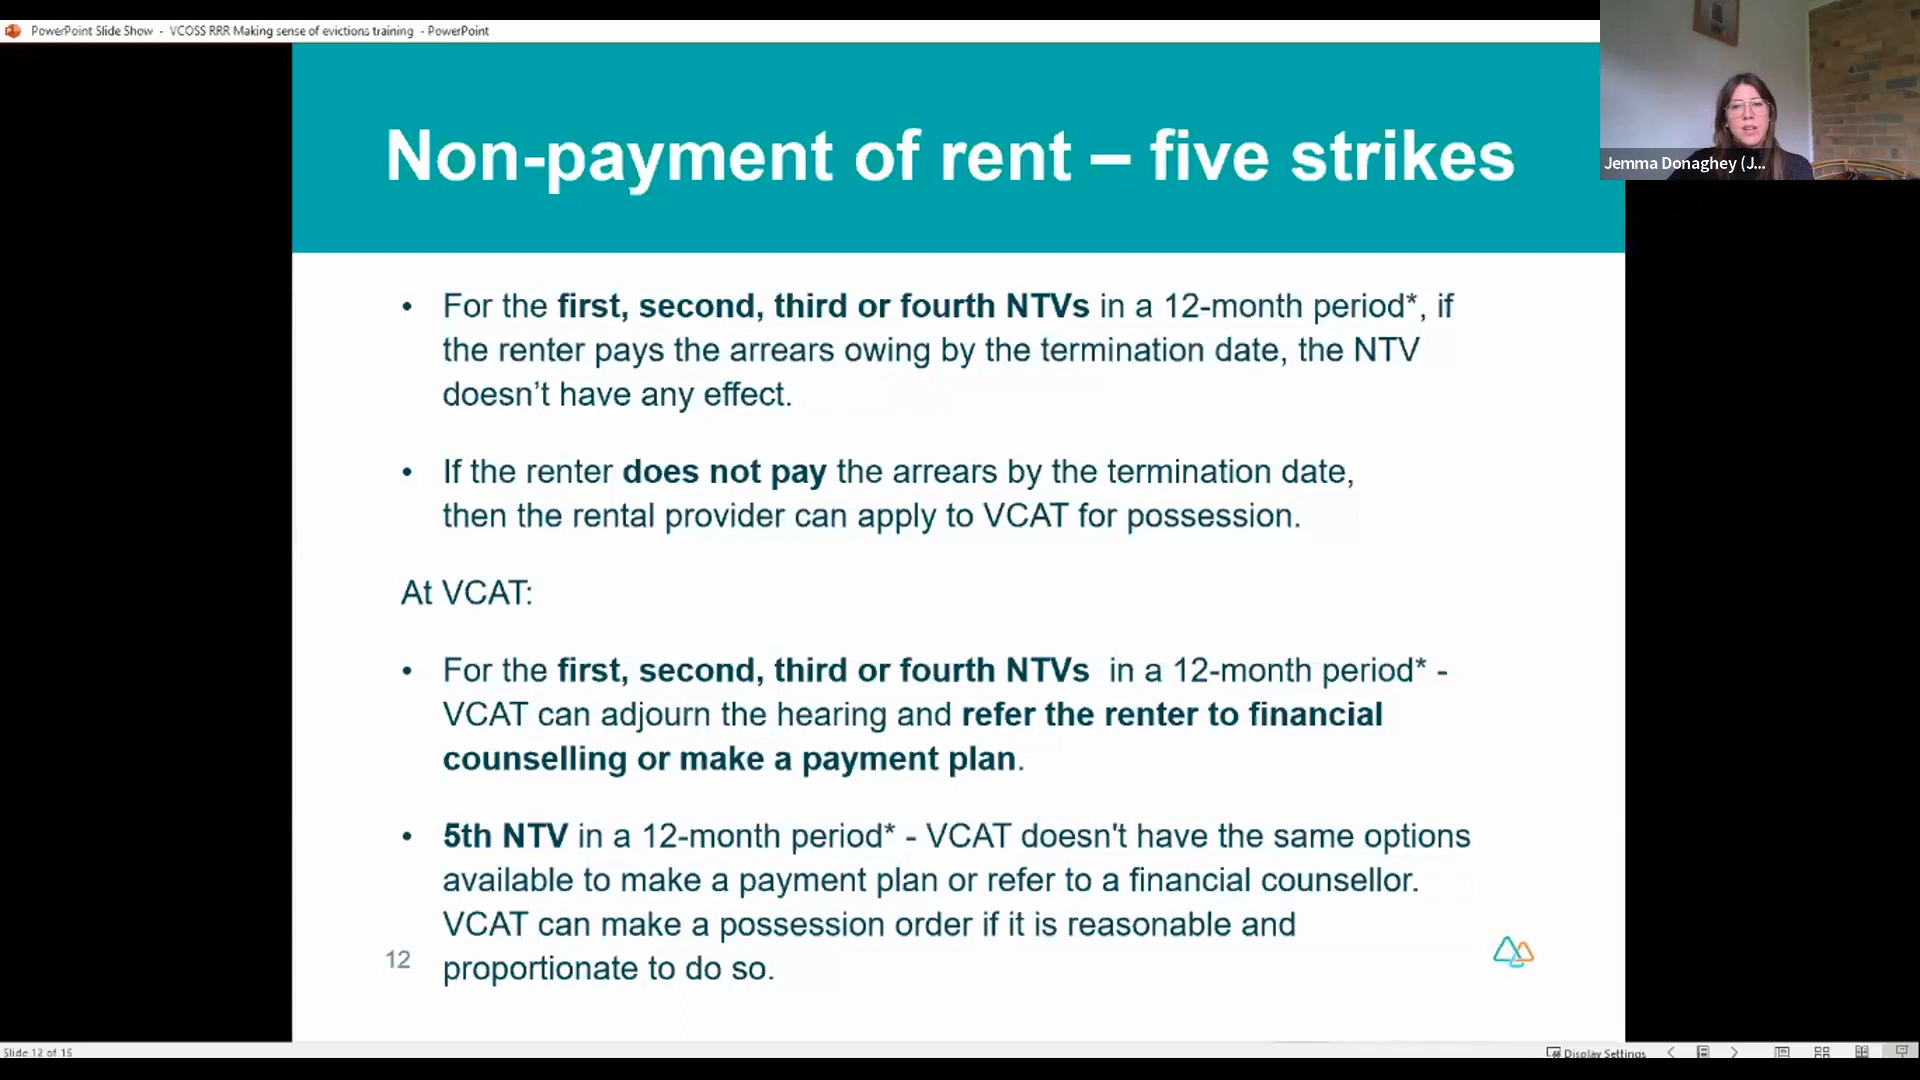 PowerPoint Slide Show - VCOSS RRR Making sense of evictions training - PowerPoint
Jemma Donaghey (J...
Non-payment of rent – five strikes
• For the first, second, third or fourth NTVs in a 12-month period*, if
the renter pays the arrears owing by the termination date, the NTV
doesn’t have any effect.
• If the renter does not pay the arrears by the termination date,
then the rental provider can apply to VCAT for possession.
At VCAT:
• For the first, second, third or fourth NTVs in a 12-month period* -
VCAT can adjourn the hearing and refer the renter to financial
counselling or make a payment plan.
• 5th NTV in a 12-month period* - VCAT doesn't have the same options
available to make a payment plan or refer to a financial counsellor.
VCAT can make a possession order if it is reasonable and
proportionate to do so.
12
Slide 12 of 15
Display Settings